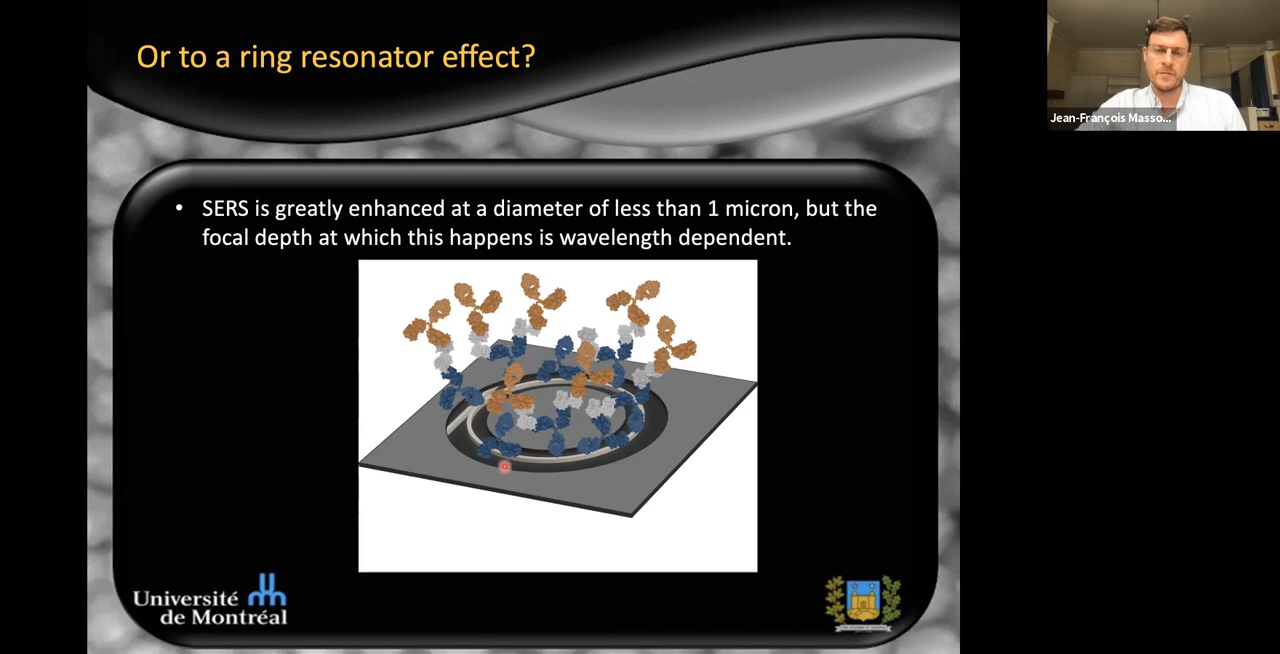 Or to a ring resonator effect?
Jean-François Masso...
• SERS is greatly enhanced at a diameter of less than 1 micron, but the
focal depth at which this happens is wavelength dependent.
Université
de Montréal